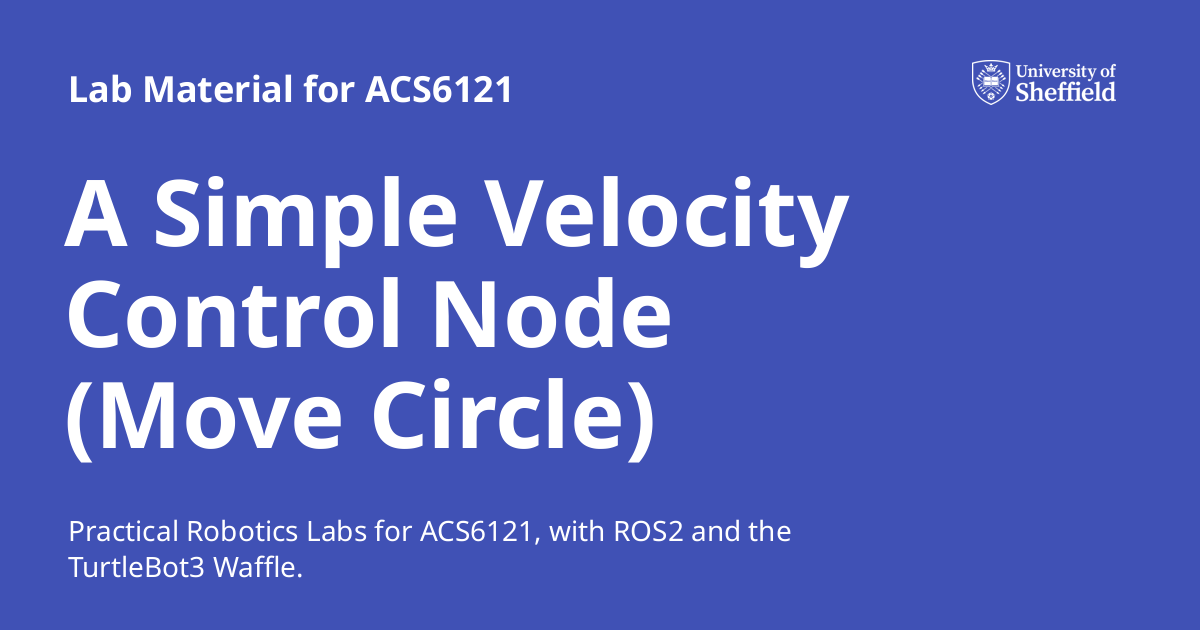 Lab Material for ACS6121
University of
Sheffield
A Simple Velocity
Control Node
(Move Circle)
Practical Robotics Labs for ACS6121, with ROS2 and the
TurtleBot3 Waffle.